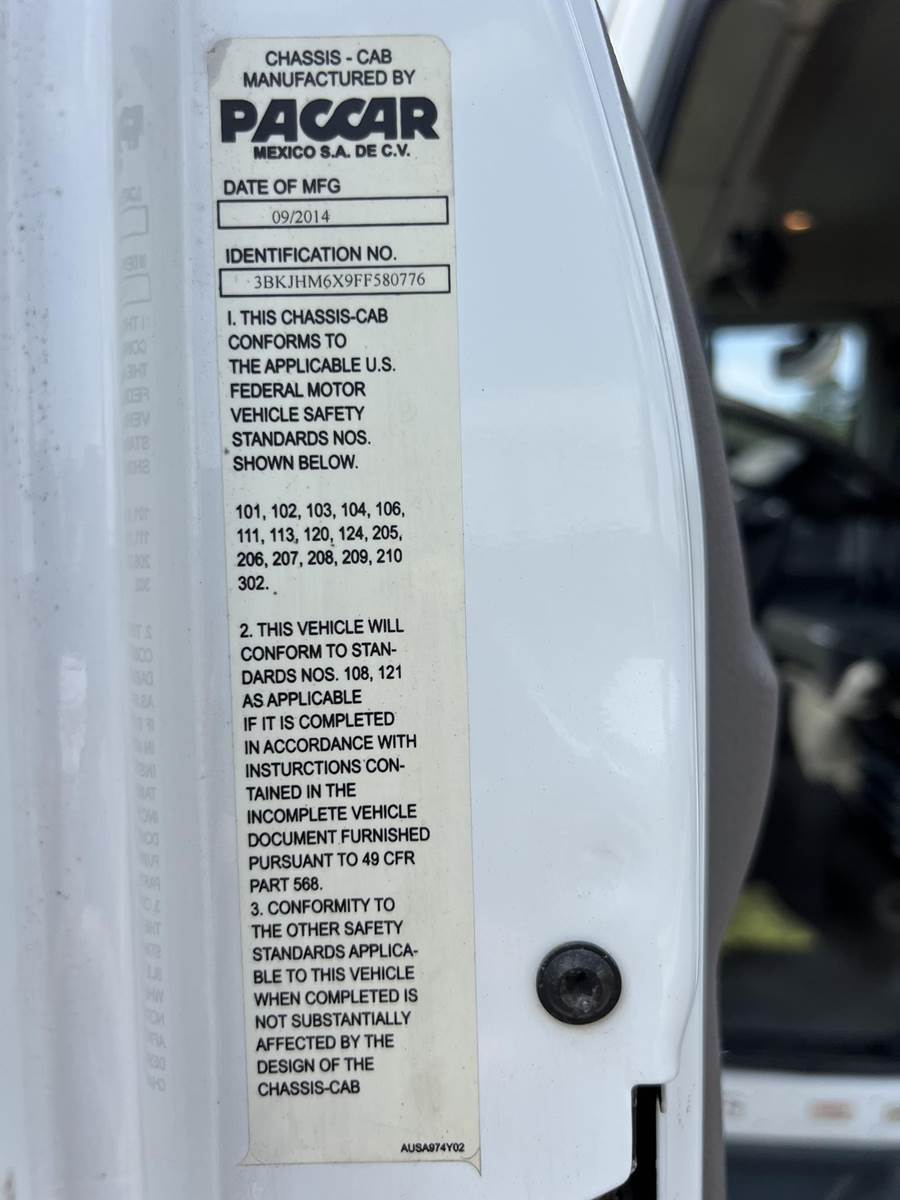 CHASSIS - CAB
MANUFACTURED BY
PACCAR
MEXICO S.A. DE C.V.
DATE OF MFG
09/2014
IDENTIFICATION NO.
3BKJHM6X9FF580776
1. THIS CHASSIS-CAB
CONFORMS TO
THE APPLICABLE U.S.
FEDERAL MOTOR
VEHICLE SAFETY
STANDARDS NOS.
SHOWN BELOW.
101, 102, 103, 104, 106,
111, 113, 120, 124, 205,
206, 207, 208, 209, 210
302.
2. THIS VEHICLE WILL
CONFORM TO STAN-
DARDS NOS. 108, 121
AS APPLICABLE
IF IT IS COMPLETED
IN ACCORDANCE WITH
INSTURCTIONS CON-
TAINED IN THE
INCOMPLETE VEHICLE
DOCUMENT FURNISHED
PURSUANT TO 49 CFR
PART 568.
3. CONFORMITY TO
THE OTHER SAFETY
STANDARDS APPLICA-
BLE TO THIS VEHICLE
WHEN COMPLETED IS
NOT SUBSTANTIALLY
AFFECTED BY THE
DESIGN OF THE
CHASSIS-CAB
AUSA974Y02